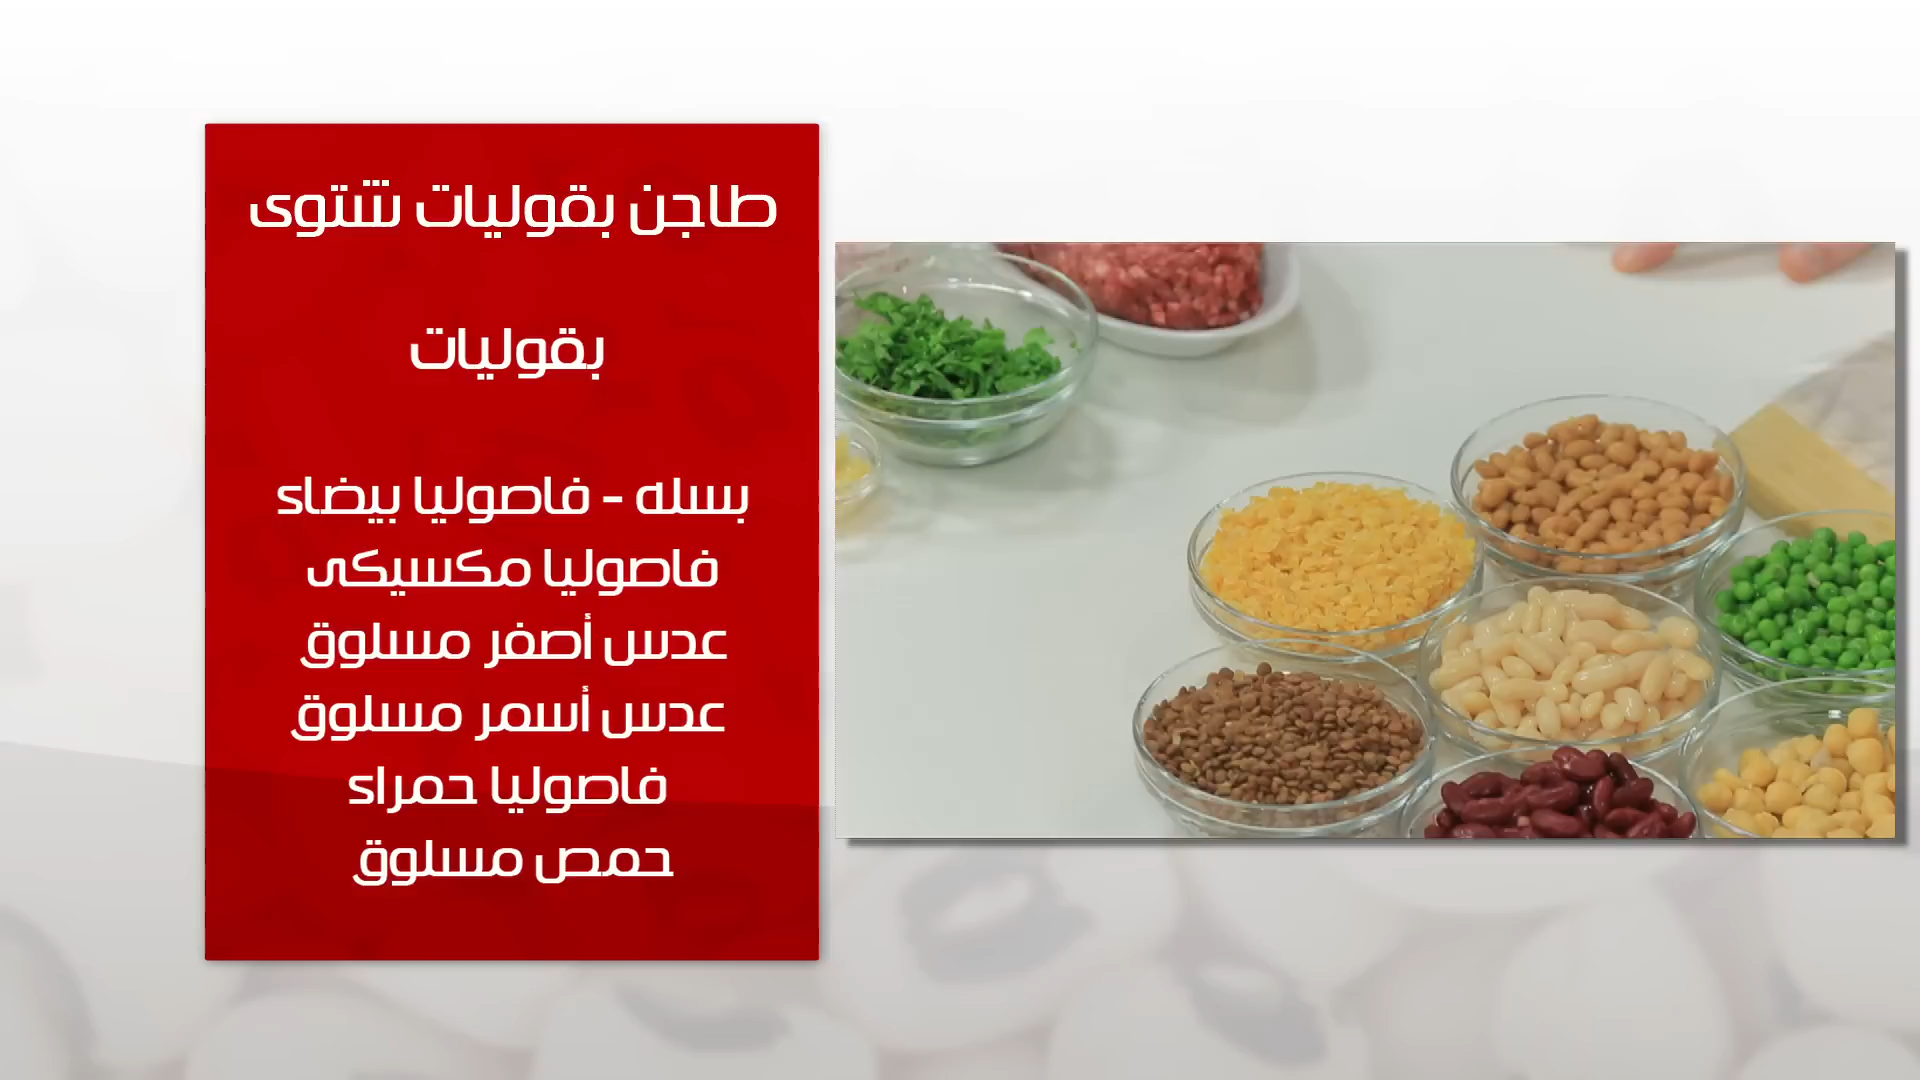 طاجن بقوليات شتوى
بقوليات
بسله - فاصوليا بيضاء
فاصوليا مكسيكى
عدس أصفر مسلوق
عدس أسمر مسلوق
فاصوليا حمراء
حمص مسلوق